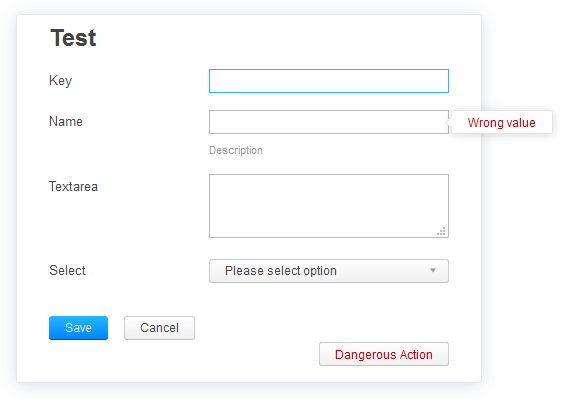 Test
Key
Name
Wrong value
Description
Textarea
Select
Please select option
Save
Cancel
Dangerous Action